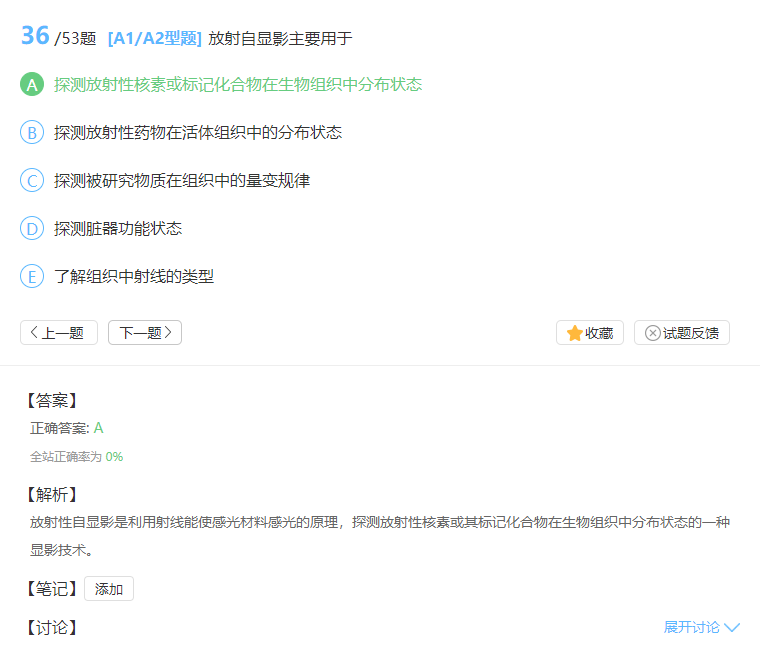 36 /53题 [A1/A2型题] 放射自显影主要用于
A 探测放射性核素或标记化合物在生物组织中分布状态
B 探测放射性药物在活体组织中的分布状态
C 探测被研究物质在组织中的量变规律
D 探测脏器功能状态
E 了解组织中射线的类型
上一题 下一题 收藏 试题反馈
【答案】
正确答案: A
全站正确率为 0%
【解析】
放射性自显影是利用射线能使感光材料感光的原理，探测放射性核素或其标记化合物在生物组织中分布状态的一种
显影技术。
【笔记】 添加
【讨论】 展开讨论